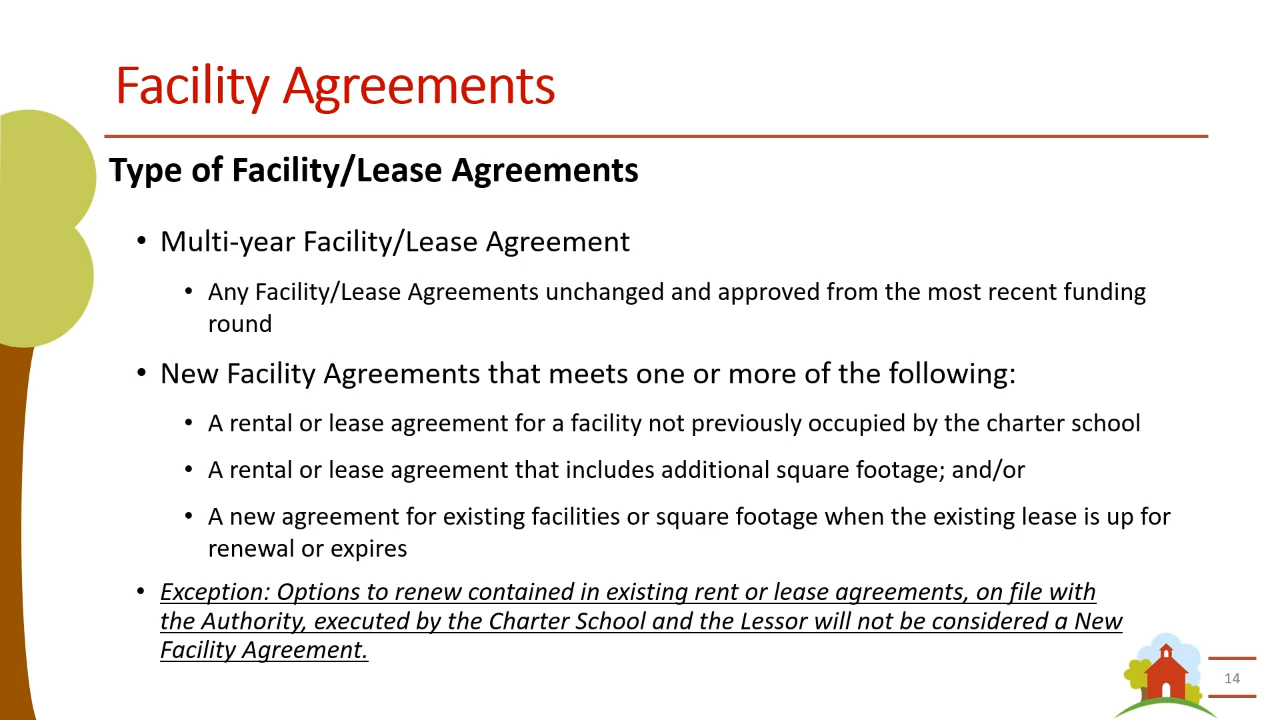 Facility Agreements
Type of Facility/Lease Agreements
• Multi-year Facility/Lease Agreement
• Any Facility/Lease Agreements unchanged and approved from the most recent funding
round
• New Facility Agreements that meets one or more of the following:
• A rental or lease agreement for a facility not previously occupied by the charter school
• A rental or lease agreement that includes additional square footage; and/or
• A new agreement for existing facilities or square footage when the existing lease is up for
renewal or expires
• Exception: Options to renew contained in existing rent or lease agreements, on file with
the Authority, executed by the Charter School and the Lessor will not be considered a New
Facility Agreement.
14